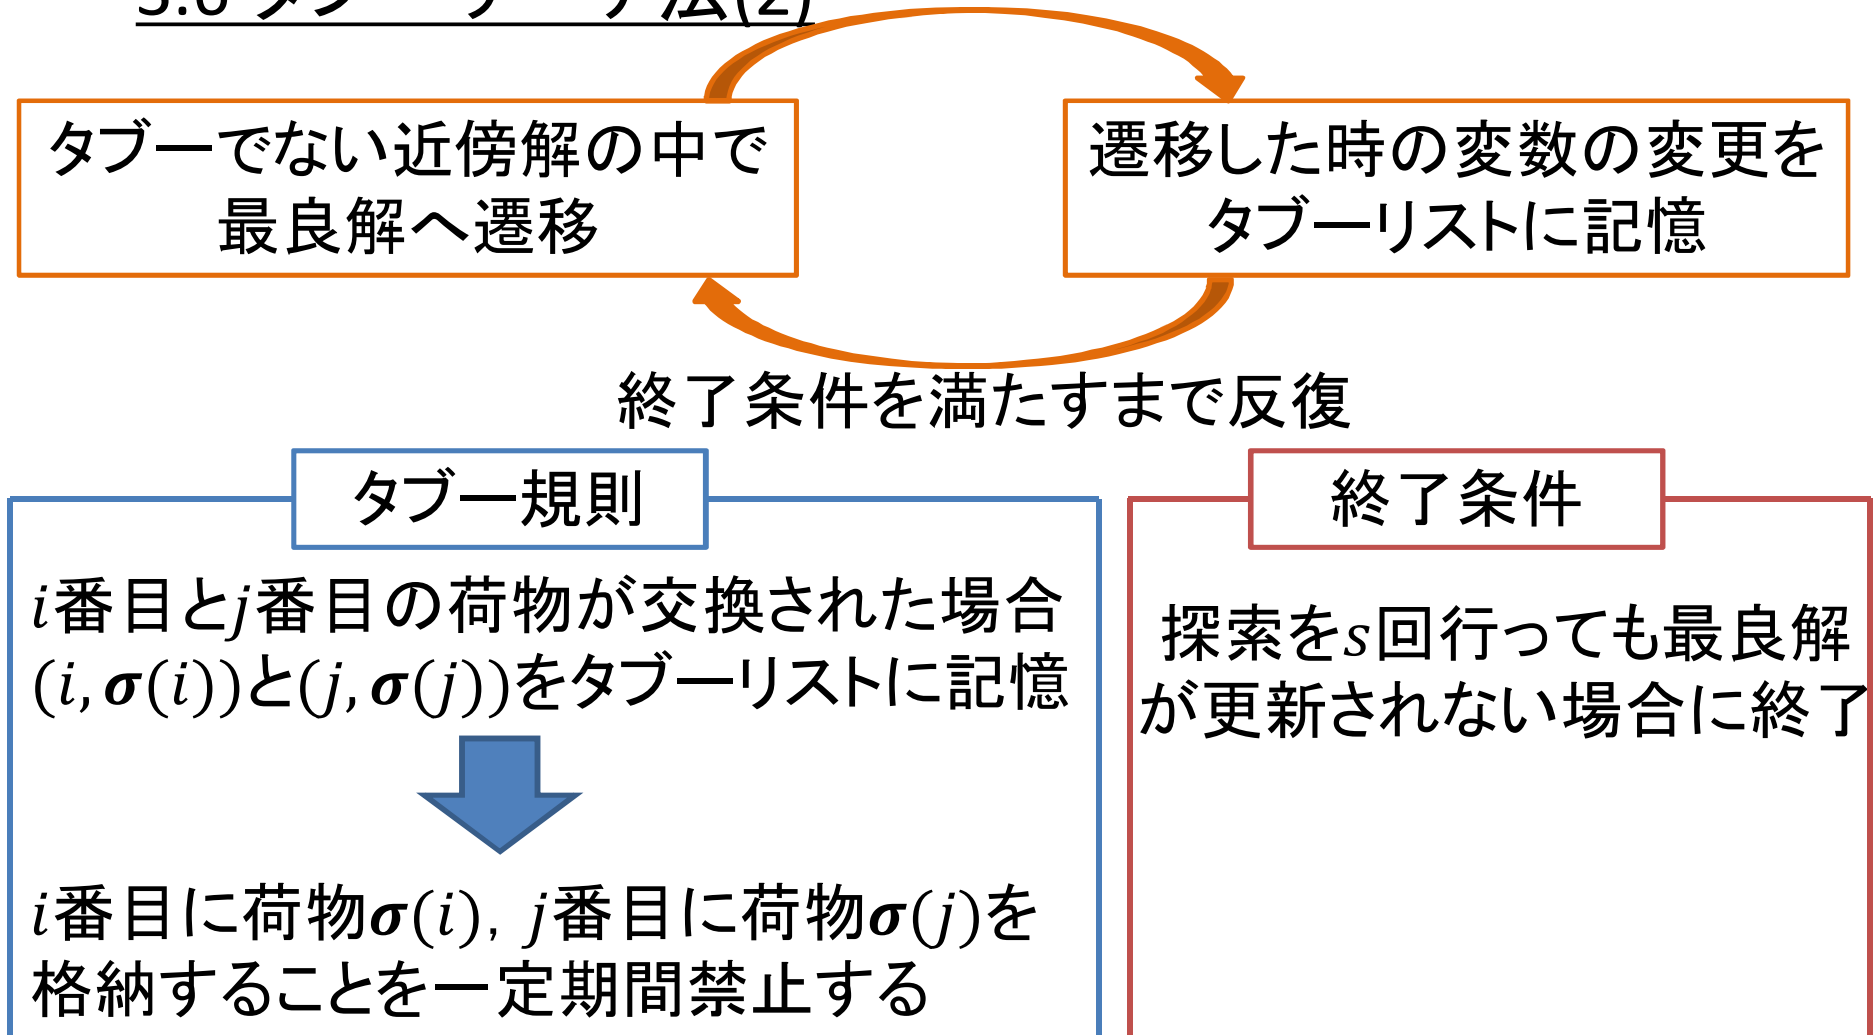 タブーでない近傍解の中で
最良解へ遷移
遷移した時の変数の変更を
タブーリストに記憶
終了条件を満たすまで反復
タブー規則
i番目とj番目の荷物が交換された場合
(i, σ(i))と(j, σ(j))をタブーリストに記憶
i番目に荷物σ(i), j番目に荷物σ(j)を
格納することを一定期間禁止する
終了条件
探索をs回行っても最良解
が更新されない場合に終了